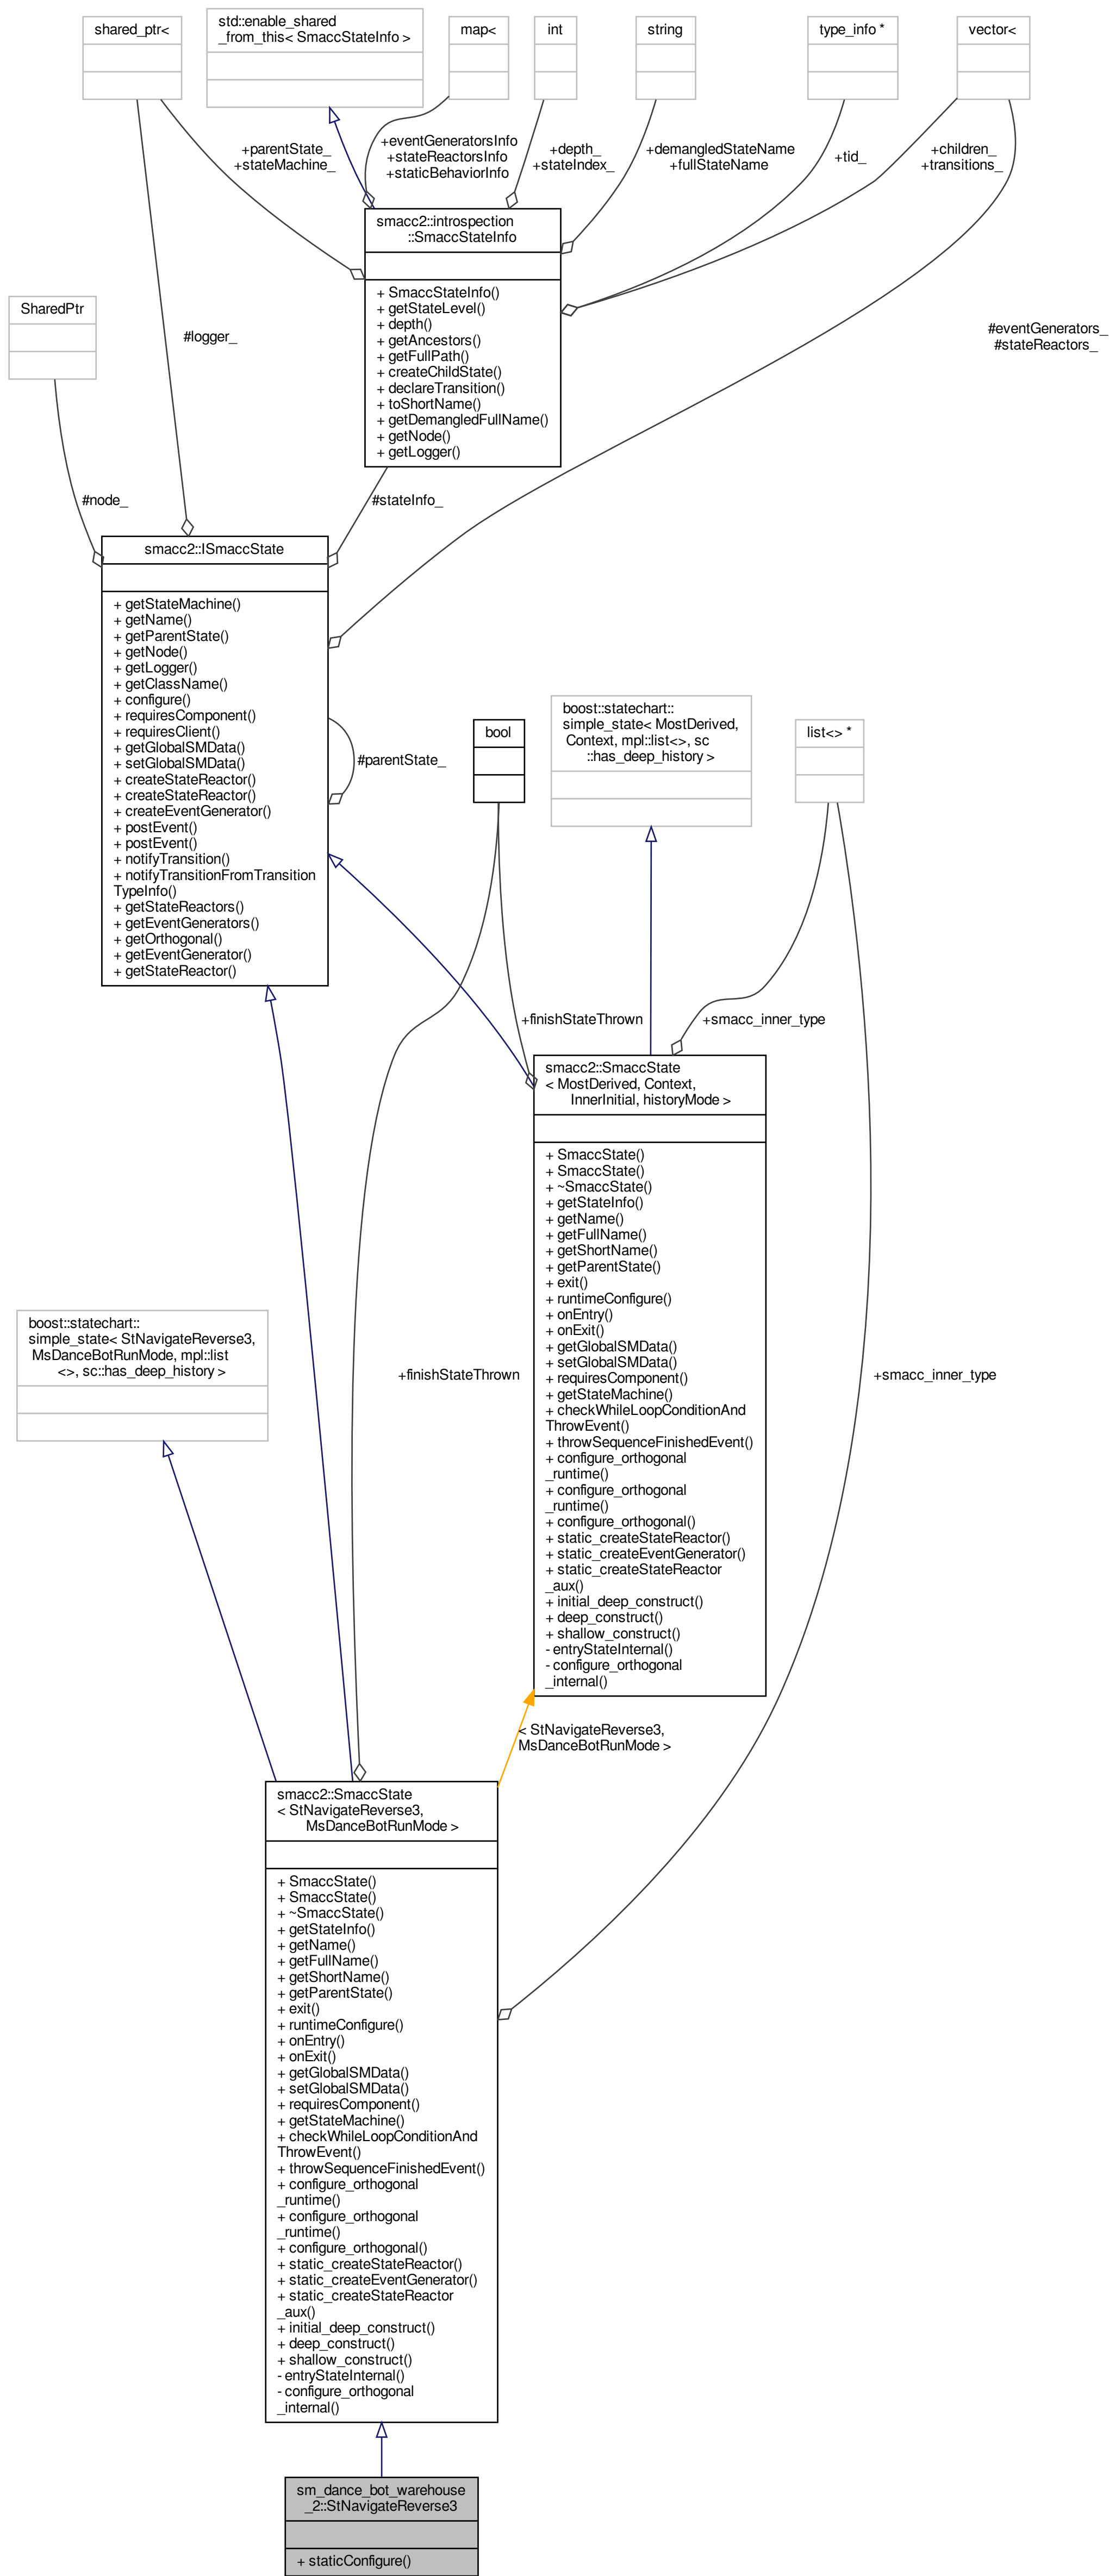 shared_ptr<
std::enable_shared
_from_this< SmaccStateInfo >
map<
int
string
type_info *
vector<
+parentState_
+stateMachine_
+eventGeneratorsInfo
+stateReactorsInfo
+staticBehaviorInfo
+depth_
+stateIndex_
+demangledStateName
+fullStateName
+tid_
+children_
+transitions_
smacc2::introspection
::SmaccStateInfo
+ SmaccStateInfo()
+ getStateLevel()
+ depth()
+ getAncestors()
+ getFullPath()
+ createChildState()
+ declareTransition()
+ toShortName()
+ getDemangledFullName()
+ getNode()
+ getLogger()
SharedPtr
#logger_
#eventGenerators_
#stateReactors_
#node_
#stateInfo_
smacc2::ISmaccState
+ getStateMachine()
+ getName()
+ getParentState()
+ getNode()
+ getLogger()
+ getClassName()
+ configure()
+ requiresComponent()
+ requiresClient()
+ getGlobalSMData()
+ setGlobalSMData()
+ createStateReactor()
+ createStateReactor()
+ createEventGenerator()
+ postEvent()
+ postEvent()
+ notifyTransition()
+ notifyTransitionFromTransition
TypeInfo()
+ getStateReactors()
+ getEventGenerators()
+ getOrthogonal()
+ getEventGenerator()
+ getStateReactor()
#parentState_
bool
boost::statechart::
simple_state< MostDerived,
Context, mpl::list<>, sc
::has_deep_history >
list<> *
+finishStateThrown
+smacc_inner_type
smacc2::SmaccState
< MostDerived, Context,
InnerInitial, historyMode >
+ SmaccState()
+ SmaccState()
+ ~SmaccState()
+ getStateInfo()
+ getName()
+ getFullName()
+ getShortName()
+ getParentState()
+ exit()
+ runtimeConfigure()
+ onEntry()
+ onExit()
+ getGlobalSMData()
+ setGlobalSMData()
+ requiresComponent()
+ getStateMachine()
+ checkWhileLoopConditionAnd
ThrowEvent()
+ throwSequenceFinishedEvent()
+ configure_orthogonal
_runtime()
+ configure_orthogonal
_runtime()
+ configure_orthogonal()
+ static_createStateReactor()
+ static_createEventGenerator()
+ static_createStateReactor
_aux()
+ initial_deep_construct()
+ deep_construct()
+ shallow_construct()
- entryStateInternal()
- configure_orthogonal
_internal()
boost::statechart::
simple_state< StNavigateReverse3,
MsDanceBotRunMode, mpl::list
<>, sc::has_deep_history >
+finishStateThrown
+smacc_inner_type
< StNavigateReverse3,
MsDanceBotRunMode >
smacc2::SmaccState
< StNavigateReverse3,
MsDanceBotRunMode >
+ SmaccState()
+ SmaccState()
+ ~SmaccState()
+ getStateInfo()
+ getName()
+ getFullName()
+ getShortName()
+ getParentState()
+ exit()
+ runtimeConfigure()
+ onEntry()
+ onExit()
+ getGlobalSMData()
+ setGlobalSMData()
+ requiresComponent()
+ getStateMachine()
+ checkWhileLoopConditionAnd
ThrowEvent()
+ throwSequenceFinishedEvent()
+ configure_orthogonal
_runtime()
+ configure_orthogonal
_runtime()
+ configure_orthogonal()
+ static_createStateReactor()
+ static_createEventGenerator()
+ static_createStateReactor
_aux()
+ initial_deep_construct()
+ deep_construct()
+ shallow_construct()
- entryStateInternal()
- configure_orthogonal
_internal()
sm_dance_bot_warehouse
_2::StNavigateReverse3
+ staticConfigure()